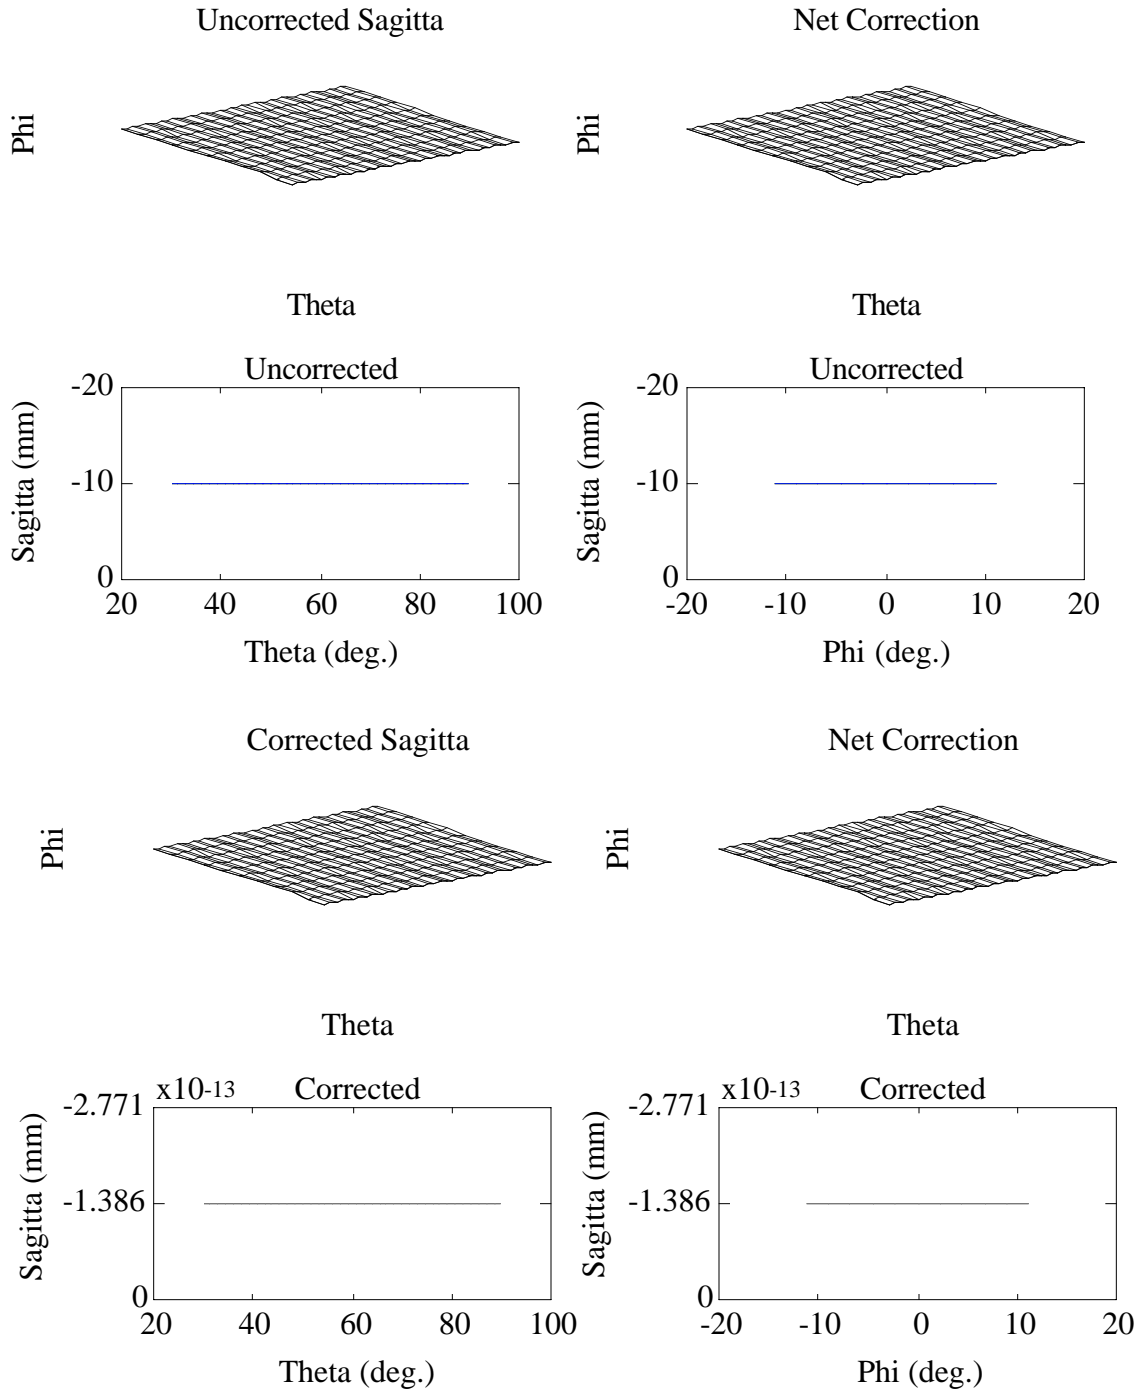 Uncorrected Sagitta
Net Correction
Phi
Phi
Theta
Theta
Uncorrected
Uncorrected
Sagitta (mm)
-20
-10
0
20 40 60 80 100
Theta (deg.)
Sagitta (mm)
-20
-10
0
-20 -10 0 10 20
Phi (deg.)
Corrected Sagitta
Net Correction
Phi
Phi
Theta
Theta
x10-13 Corrected
x10-13 Corrected
Sagitta (mm)
-2.771
-1.386
0
20 40 60 80 100
Theta (deg.)
Sagitta (mm)
-2.771
-1.386
0
-20 -10 0 10 20
Phi (deg.)